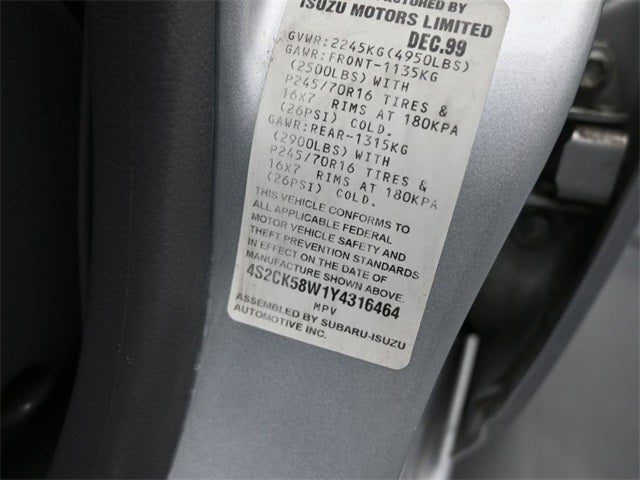 ISUZU MOTORS LIMITED
DEC.99
GVWR:2245KG(4950LBS)
GAWR:FRONT-1135KG
(2500LBS) WITH
P245/70R16 TIRES &
16X7 RIMS AT 180KPA
(26PSI) COLD.
GAWR:REAR-1315KG
(2900LBS) WITH
P245/70R16 TIRES &
16X7 RIMS AT 180KPA
(26PSI) COLD.
THIS VEHICLE CONFORMS TO
ALL APPLICABLE FEDERAL
MOTOR VEHICLE SAFETY AND
THEFT PREVENTION STANDARDS
IN EFFECT ON THE DATE OF
MANUFACTURE SHOWN ABOVE.
4S2CK58W1Y4316464
MPV
ASSEMBLED BY SUBARU-ISUZU
AUTOMOTIVE INC.